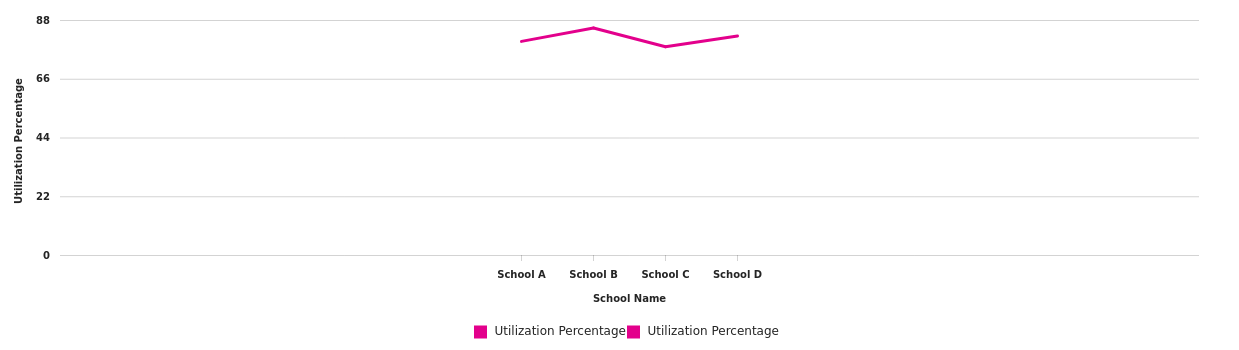 88
66
44
22
0
Utilization Percentage
School A School B School C School D
School Name
Utilization Percentage Utilization Percentage